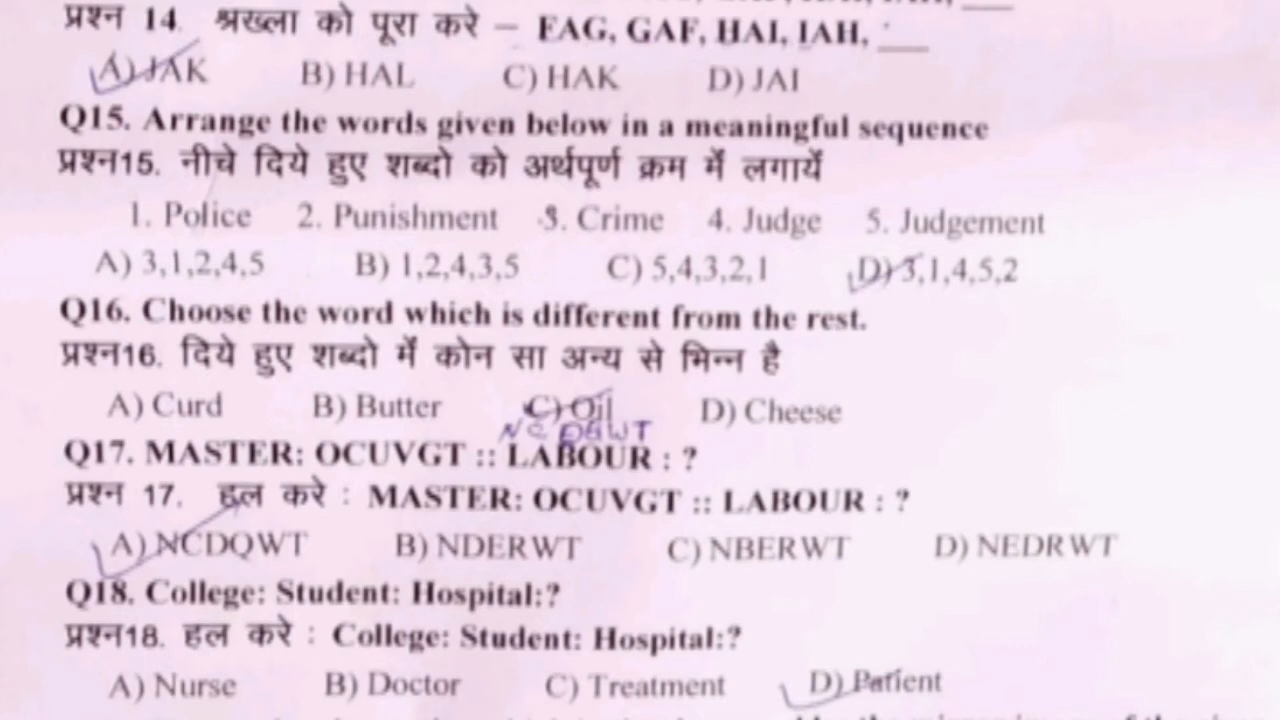 प्रश्न 14. श्रख्ला को पूरा करे – EAG, GAF, HAI, IAH, ___
A) JAK B) HAL C) HAK D) JAI
Q15. Arrange the words given below in a meaningful sequence
प्रश्न15. नीचे दिये हुए शब्दो को अर्थपूर्ण क्रम में लगायें
1. Police 2. Punishment 3. Crime 4. Judge 5. Judgement
A) 3,1,2,4,5 B) 1,2,4,3,5 C) 5,4,3,2,1 D) 3,1,4,5,2
Q16. Choose the word which is different from the rest.
प्रश्न16. दिये हुए शब्दो में कोन सा अन्य से भिन्न है
A) Curd B) Butter C) Oil D) Cheese
Q17. MASTER: OCUVGT :: LABOUR : ?
प्रश्न 17. हल करे : MASTER: OCUVGT :: LABOUR : ?
A) NCDQWT B) NDERWT C) NBERWT D) NEDRWT
Q18. College: Student: Hospital:?
प्रश्न18. हल करे : College: Student: Hospital:?
A) Nurse B) Doctor C) Treatment D) Patient